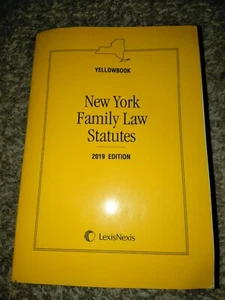 YELLOWBOOK
New York
Family Law
Statutes
2019 EDITION
LexisNexis